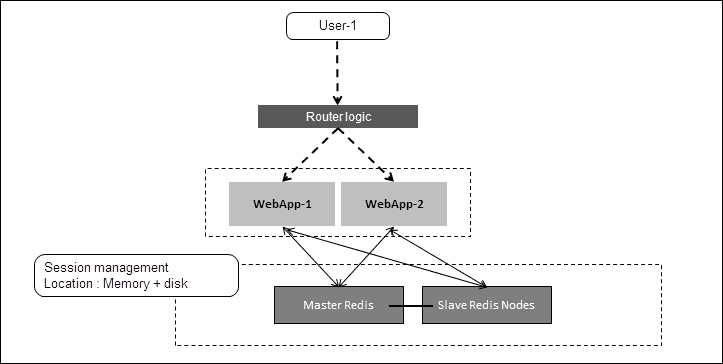 User-1
Router logic
WebApp-1
WebApp-2
Session management
Location : Memory + disk
Master Redis
Slave Redis Nodes